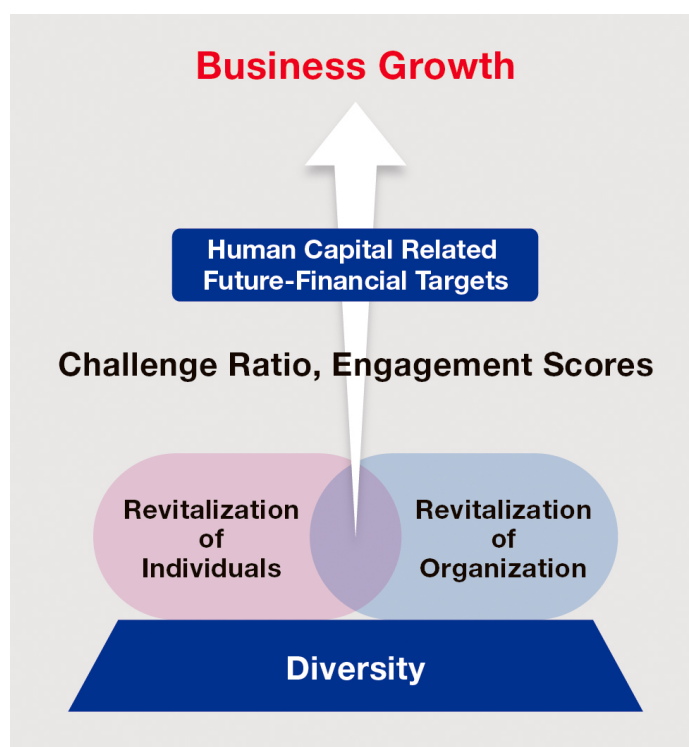 Business Growth
Human Capital Related
Future-Financial Targets
Challenge Ratio, Engagement Scores
Revitalization
of
Individuals
Revitalization
of
Organization
Diversity